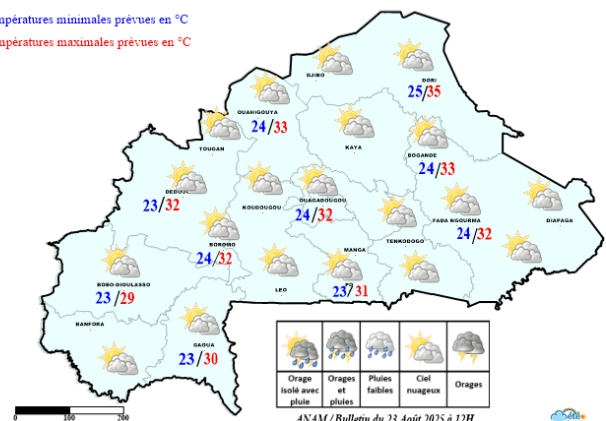 mpératures minimales prévues en °C
mpératures maximales prévues en °C
DJIBO
DORI
25/35
OUAHIGOUYA
24/33
TOUGAN
KAYA
BOGANDE
24/33
23/32
KOUDOUGOU
OUAGADOUGOU
24/32
FADA NGOURMA
24/32
DIAPAGA
BOROMO
24/32
TENKODOGO
MANGA
23/31
LEO
BOBO-DIOULASSO
23/29
BANFORA
GAOUA
23/30
Orage isolé avec pluie
Orages et pluies
Pluies faibles
Ciel nuageux
Orages
0 100 200
ANAM / Bulletin du 23 Août 2025 à 12H